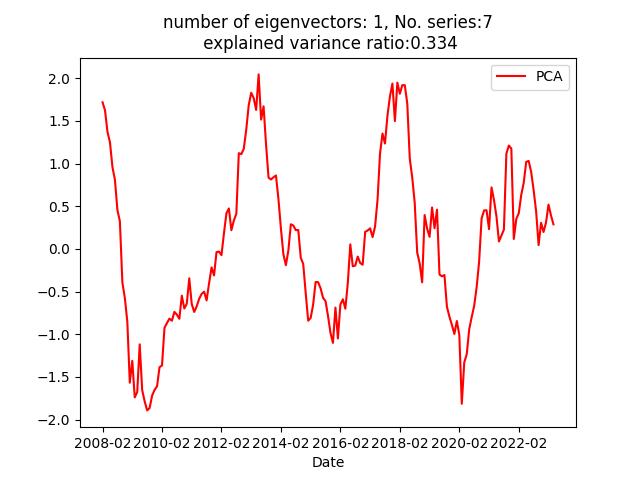 number of eigenvectors: 1, No. series:7
explained variance ratio:0.334
PCA
2.0
1.5
1.0
0.5
0.0
−0.5
−1.0
−1.5
−2.0
2008-02 2010-02 2012-02 2014-02 2016-02 2018-02 2020-02 2022-02
Date